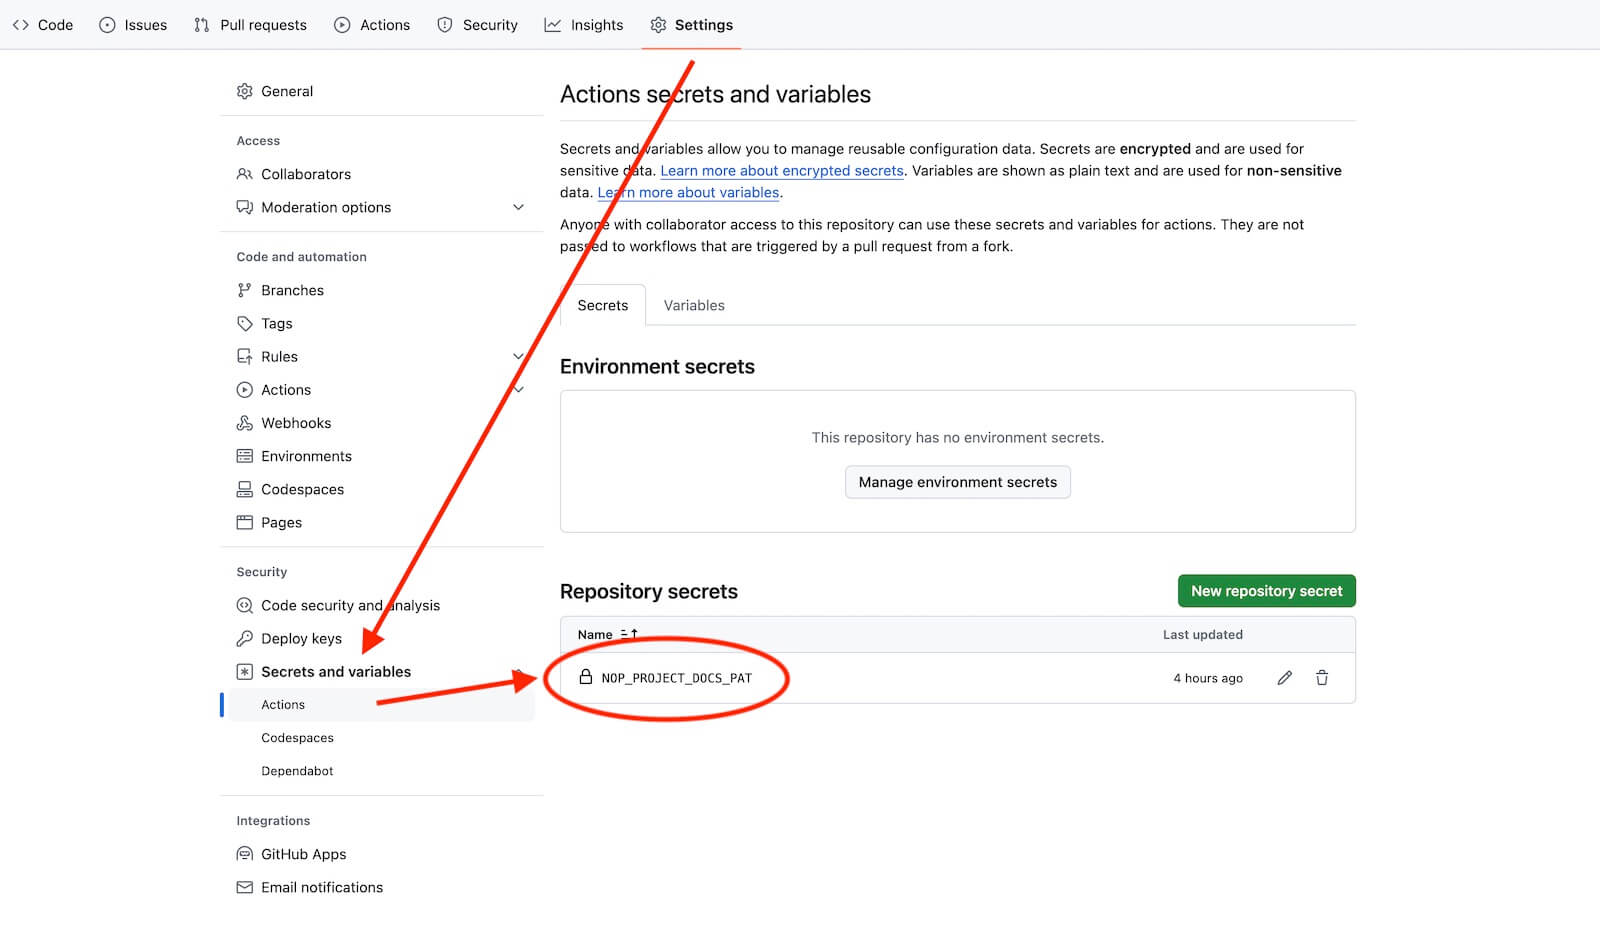 Code Issues Pull requests Actions Security Insights Settings
General
Access
Collaborators
Moderation options
Code and automation
Branches
Tags
Rules
Actions
Webhooks
Environments
Codespaces
Pages
Security
Code security and analysis
Deploy keys
Secrets and variables
Actions
Codespaces
Dependabot
Integrations
GitHub Apps
Email notifications
Actions secrets and variables
Secrets and variables allow you to manage reusable configuration data. Secrets are encrypted and are used for
sensitive data. Learn more about encrypted secrets. Variables are shown as plain text and are used for non-sensitive
data. Learn more about variables.
Anyone with collaborator access to this repository can use these secrets and variables for actions. They are not
passed to workflows that are triggered by a pull request from a fork.
Secrets Variables
Environment secrets
This repository has no environment secrets.
Manage environment secrets
Repository secrets New repository secret
Name Last updated
NOP_PROJECT_DOCS_PAT 4 hours ago